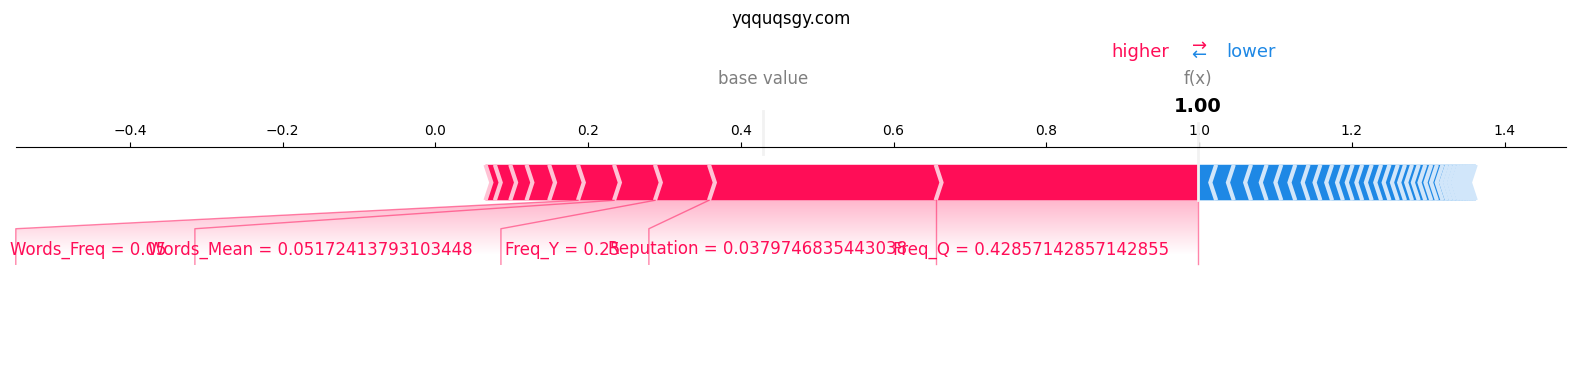 yqquqsgy.com
higher ⇄ lower
base value f(x)
1.00
−0.4 −0.2 0.0 0.2 0.4 0.6 0.8 1.0 1.2 1.4
Words_Freq = 0.05 Words_Mean = 0.05172413793103448 Freq_Y = 0.25 Reputation = 0.0379746835443038 Freq_Q = 0.42857142857142855